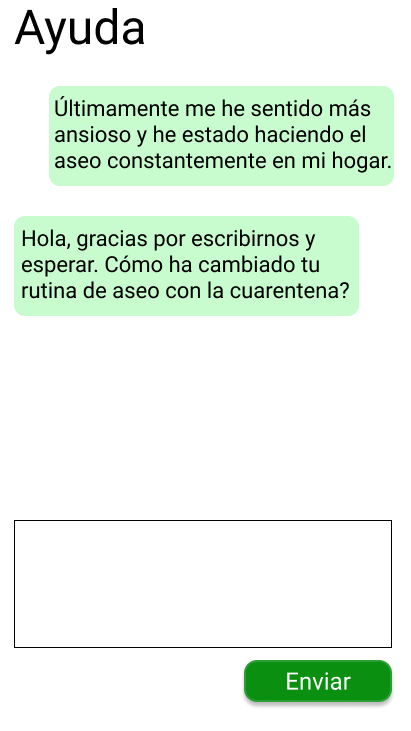 Ayuda
Últimamente me he sentido más
ansioso y he estado haciendo el
aseo constantemente en mi hogar.
Hola, gracias por escribirnos y
esperar. Cómo ha cambiado tu
rutina de aseo con la cuarentena?
Enviar